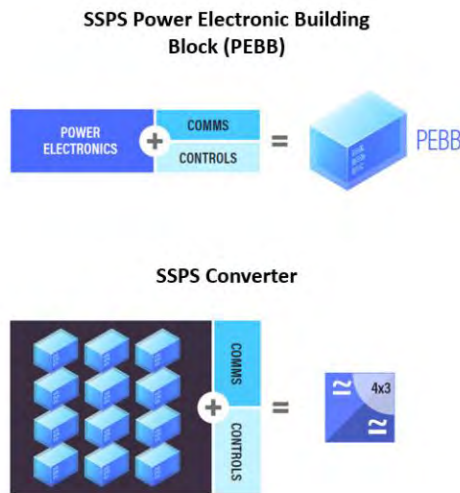 SSPS Power Electronic Building
Block (PEBB)
POWER
ELECTRONICS
+
COMMS
CONTROLS
=
PEBB
SSPS Converter
+
COMMS
CONTROLS
=
4x3